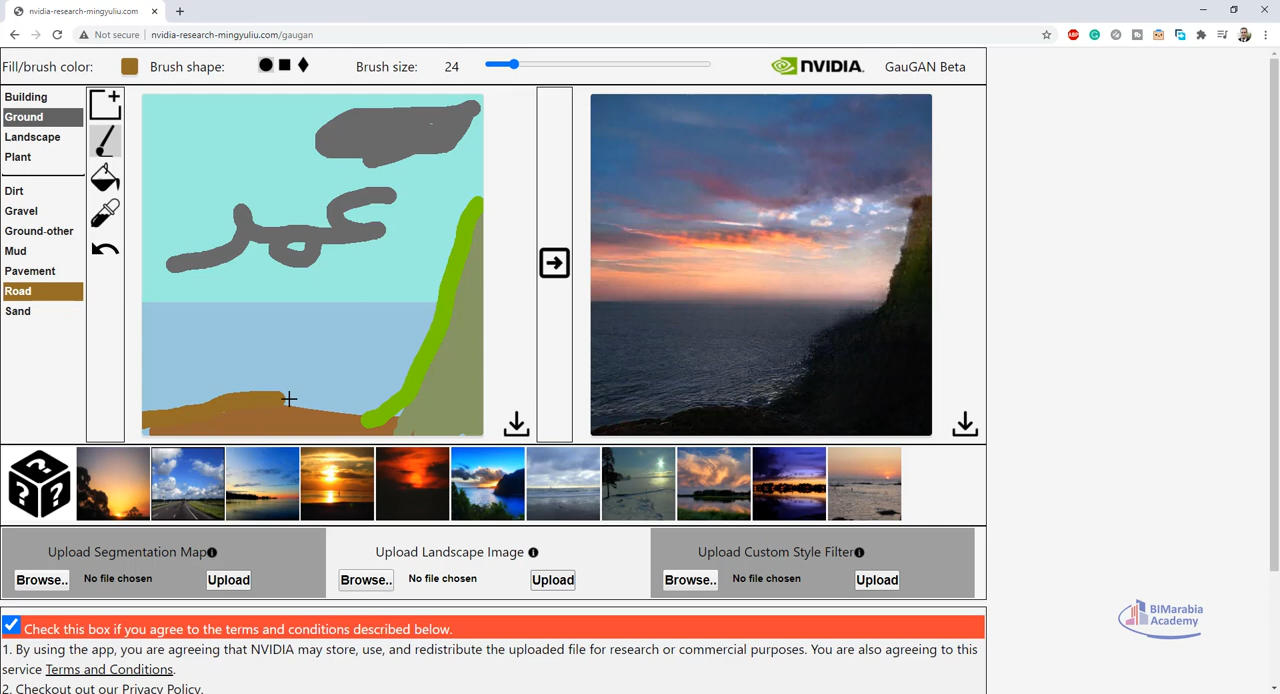 nvidia-research-mingyuliu.com
Not secure
nvidia-research-mingyuliu.com/gaugan
Fill/brush color:
Brush shape:
Brush size: 24
NVIDIA.
GauGAN Beta
Building
Ground
Landscape
Plant
Dirt
Gravel
Ground-other
Mud
Pavement
Road
Sand
Upload Segmentation Map
Browse..
No file chosen
Upload
Upload Landscape Image
Browse..
No file chosen
Upload
Upload Custom Style Filter
Browse..
No file chosen
Upload
BIMarabia
Academy
Check this box if you agree to the terms and conditions described below.
1. By using the app, you are agreeing that NVIDIA may store, use, and redistribute the uploaded file for research or commercial purposes. You are also agreeing to this
service Terms and Conditions.
2. Checkout out our Privacy Policy.